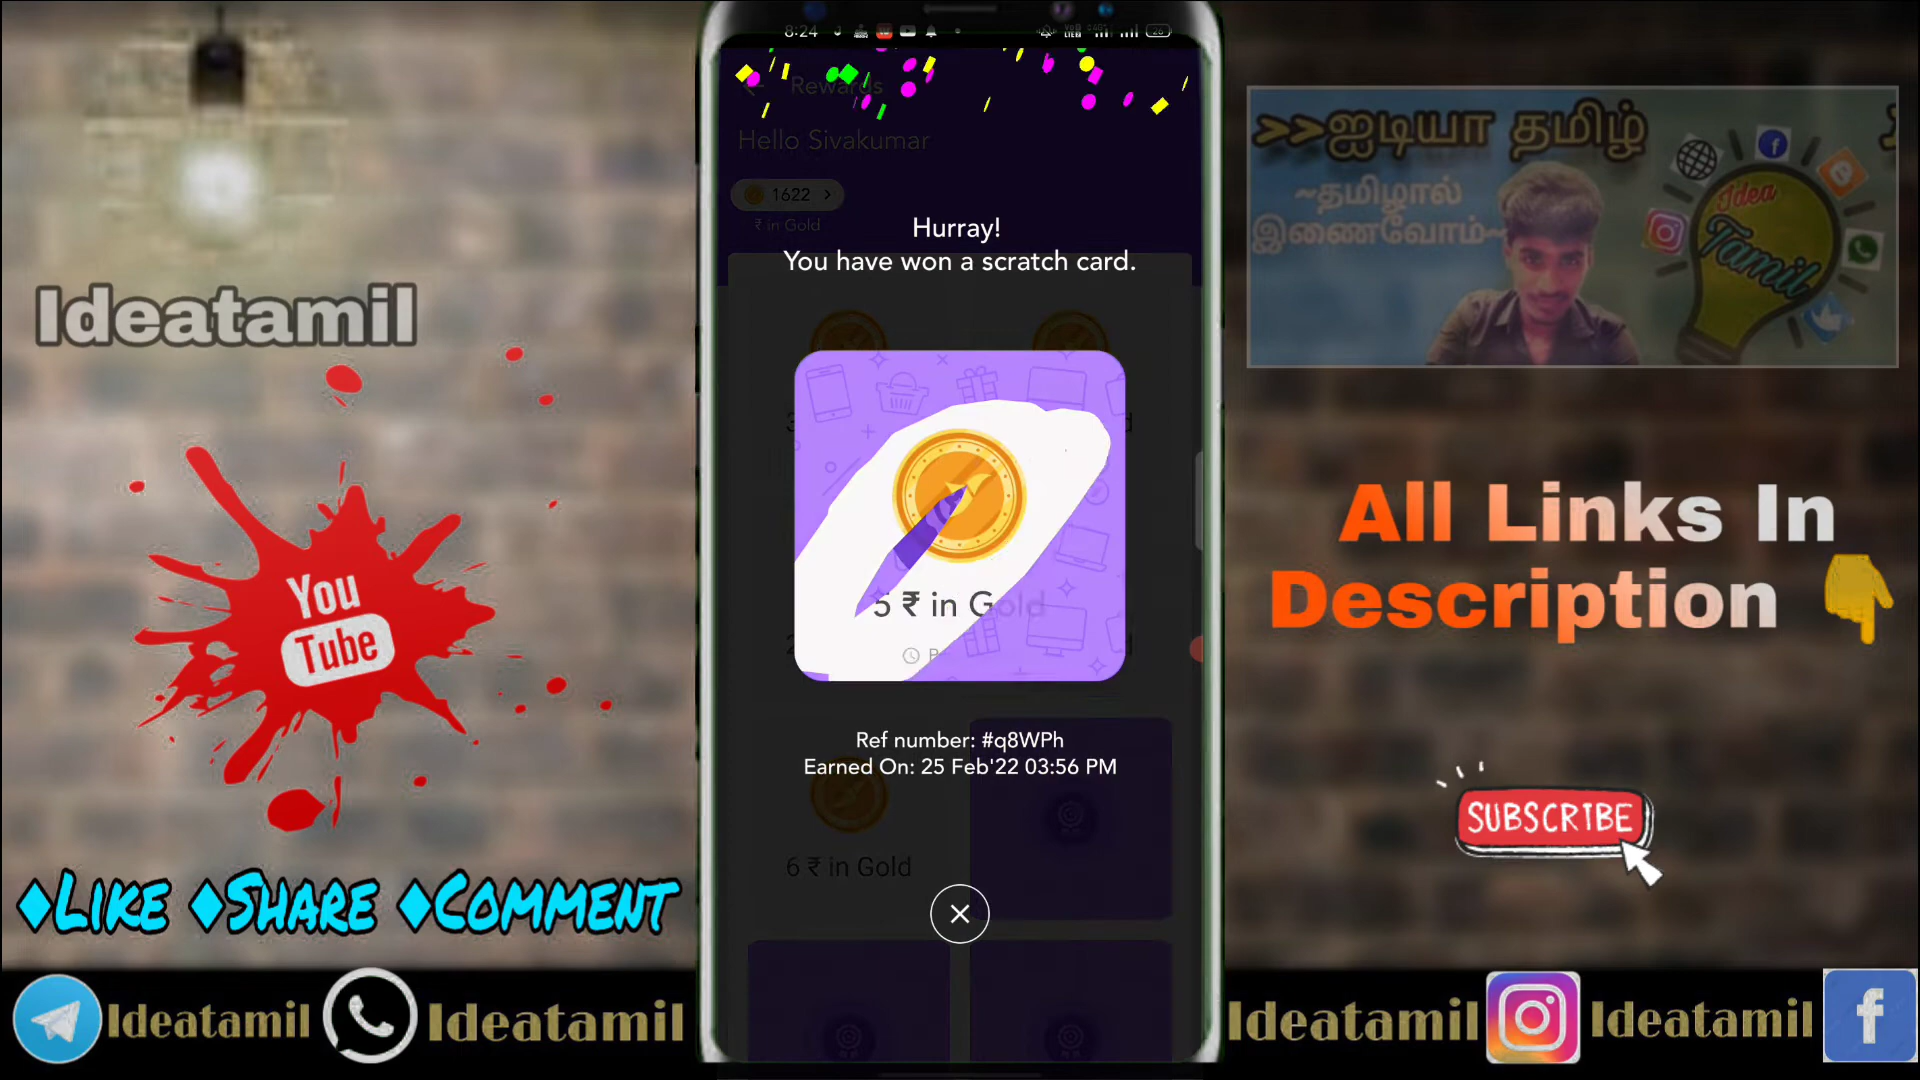 8:24
Rewards
Hello Sivakumar
1622 >
₹ in Gold
Hurray!
You have won a scratch card.
5 ₹ in Gold
Ref number: #q8WPh
Earned On: 25 Feb'22 03:56 PM
6 ₹ in Gold
Ideatamil
You
Tube
♦LIKE ♦SHARE ♦COMMENT
>>ஐடியா தமிழ்
~தமிழால்
இணைவோம்~
Idea
Tamil
All Links In
Description 👇
SUBSCRIBE
Ideatamil
Ideatamil
Ideatamil
Ideatamil